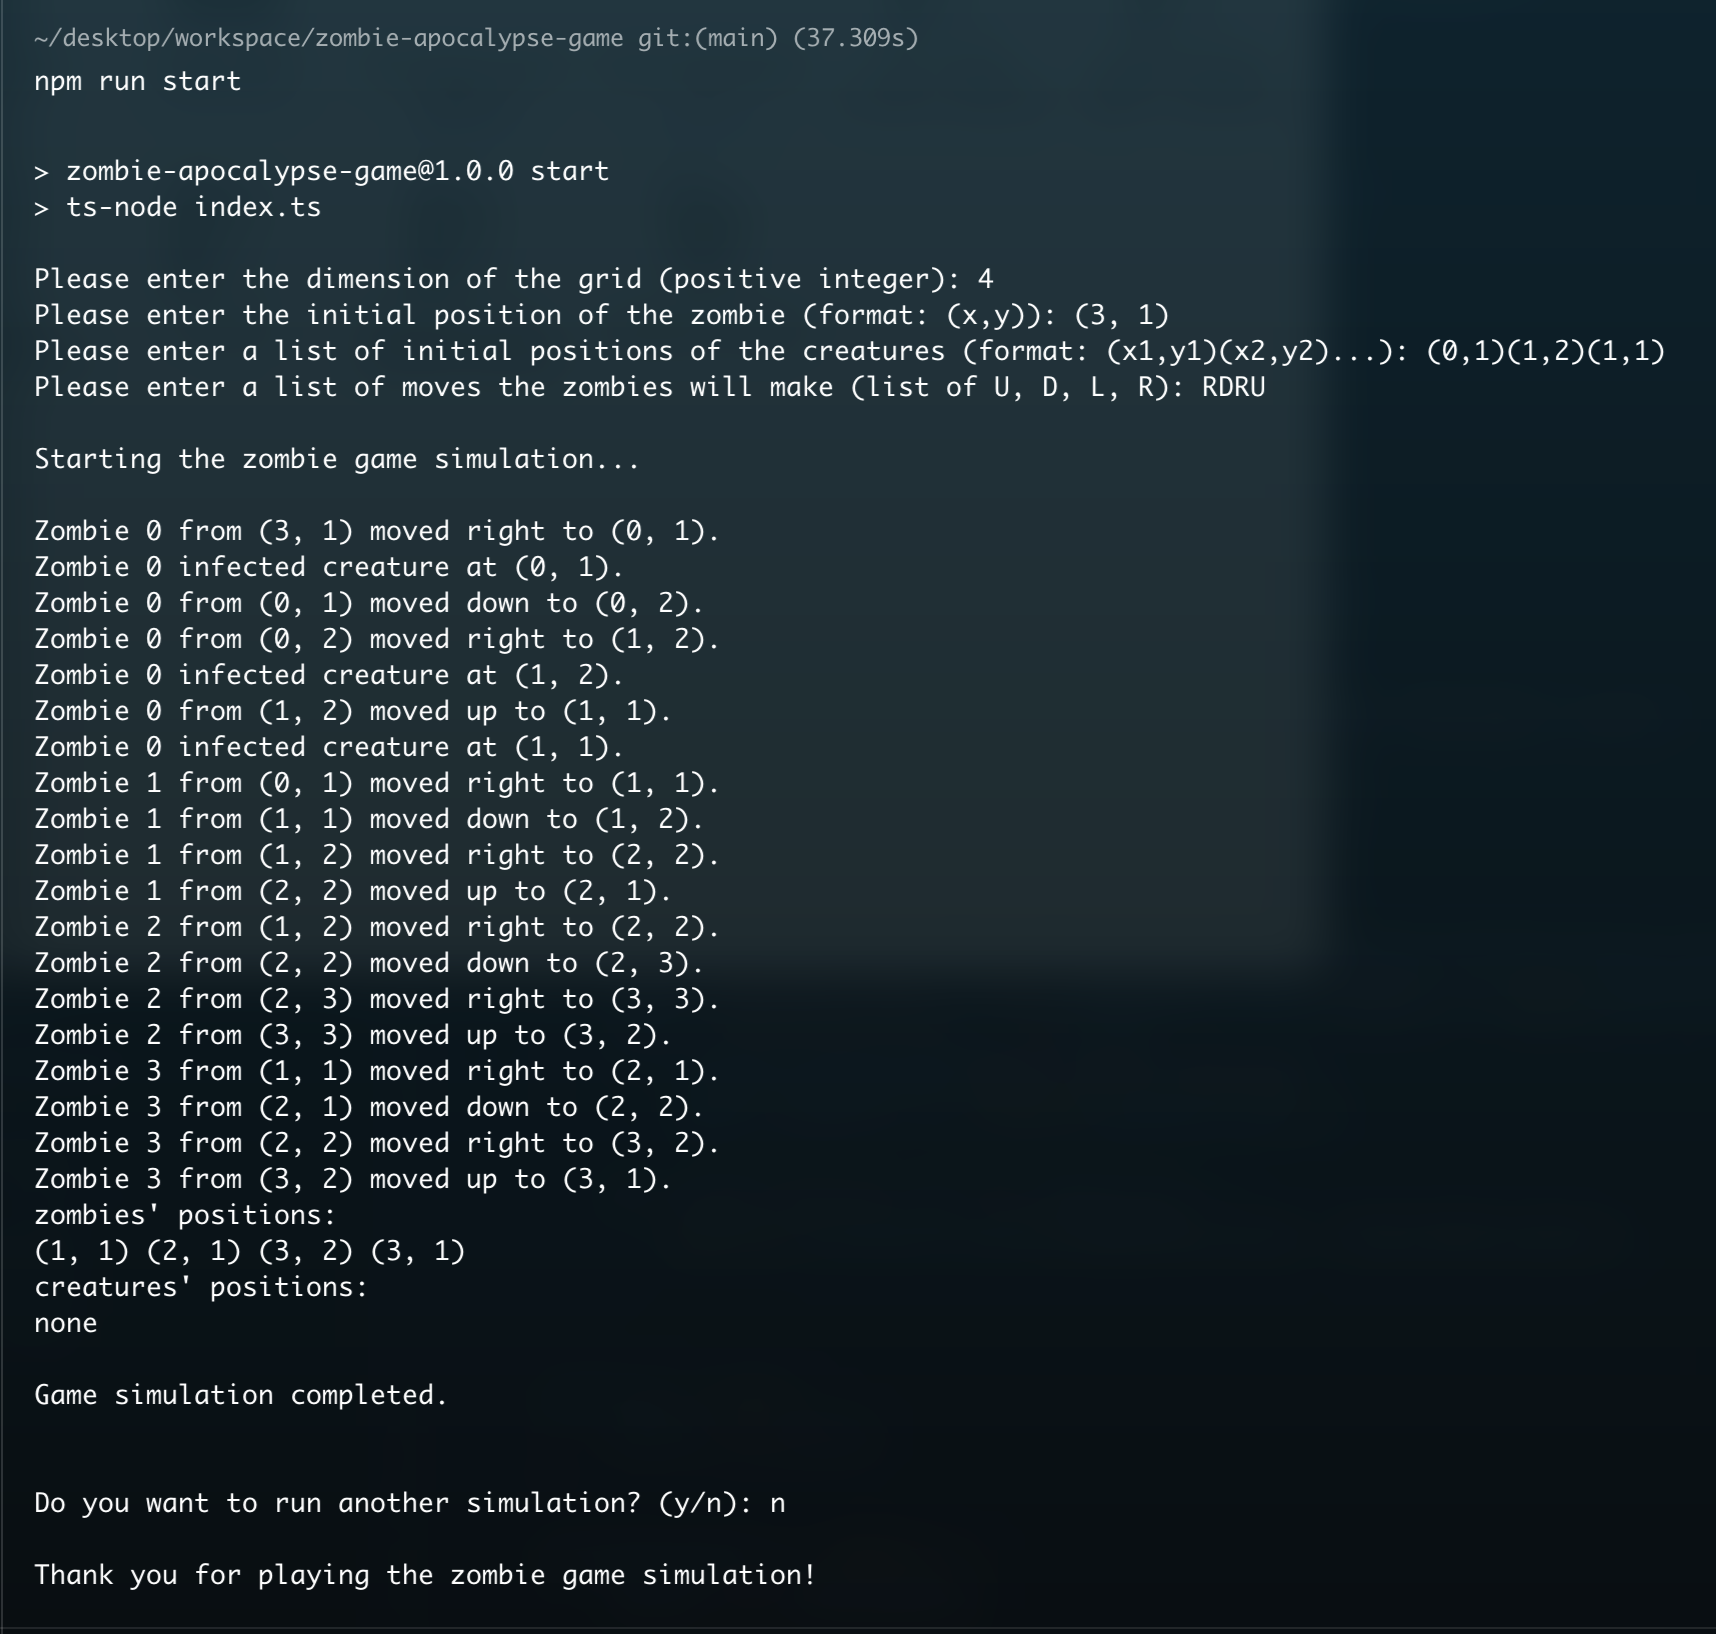 ~/desktop/workspace/zombie-apocalypse-game git:(main) (37.309s)
npm run start
> zombie-apocalypse-game@1.0.0 start
> ts-node index.ts
Please enter the dimension of the grid (positive integer): 4
Please enter the initial position of the zombie (format: (x,y)): (3, 1)
Please enter a list of initial positions of the creatures (format: (x1,y1)(x2,y2)...): (0,1)(1,2)(1,1)
Please enter a list of moves the zombies will make (list of U, D, L, R): RDRU
Starting the zombie game simulation...
Zombie 0 from (3, 1) moved right to (0, 1).
Zombie 0 infected creature at (0, 1).
Zombie 0 from (0, 1) moved down to (0, 2).
Zombie 0 from (0, 2) moved right to (1, 2).
Zombie 0 infected creature at (1, 2).
Zombie 0 from (1, 2) moved up to (1, 1).
Zombie 0 infected creature at (1, 1).
Zombie 1 from (0, 1) moved right to (1, 1).
Zombie 1 from (1, 1) moved down to (1, 2).
Zombie 1 from (1, 2) moved right to (2, 2).
Zombie 1 from (2, 2) moved up to (2, 1).
Zombie 2 from (1, 2) moved right to (2, 2).
Zombie 2 from (2, 2) moved down to (2, 3).
Zombie 2 from (2, 3) moved right to (3, 3).
Zombie 2 from (3, 3) moved up to (3, 2).
Zombie 3 from (1, 1) moved right to (2, 1).
Zombie 3 from (2, 1) moved down to (2, 2).
Zombie 3 from (2, 2) moved right to (3, 2).
Zombie 3 from (3, 2) moved up to (3, 1).
zombies' positions:
(1, 1) (2, 1) (3, 2) (3, 1)
creatures' positions:
none
Game simulation completed.
Do you want to run another simulation? (y/n): n
Thank you for playing the zombie game simulation!